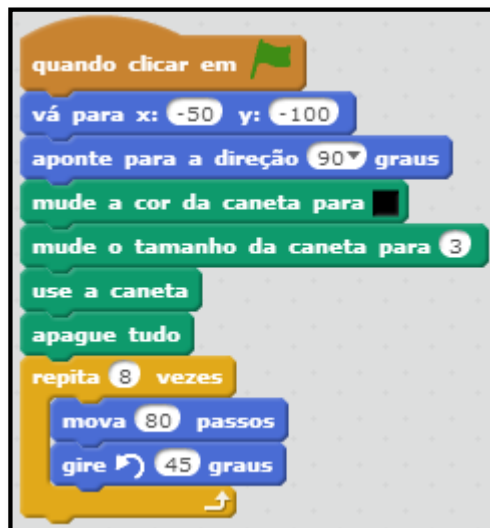 quando clicar em
vá para x: -50 y: -100
aponte para a direção 90 graus
mude a cor da caneta para
mude o tamanho da caneta para 3
use a caneta
apague tudo
repita 8 vezes
mova 80 passos
gire 45 graus